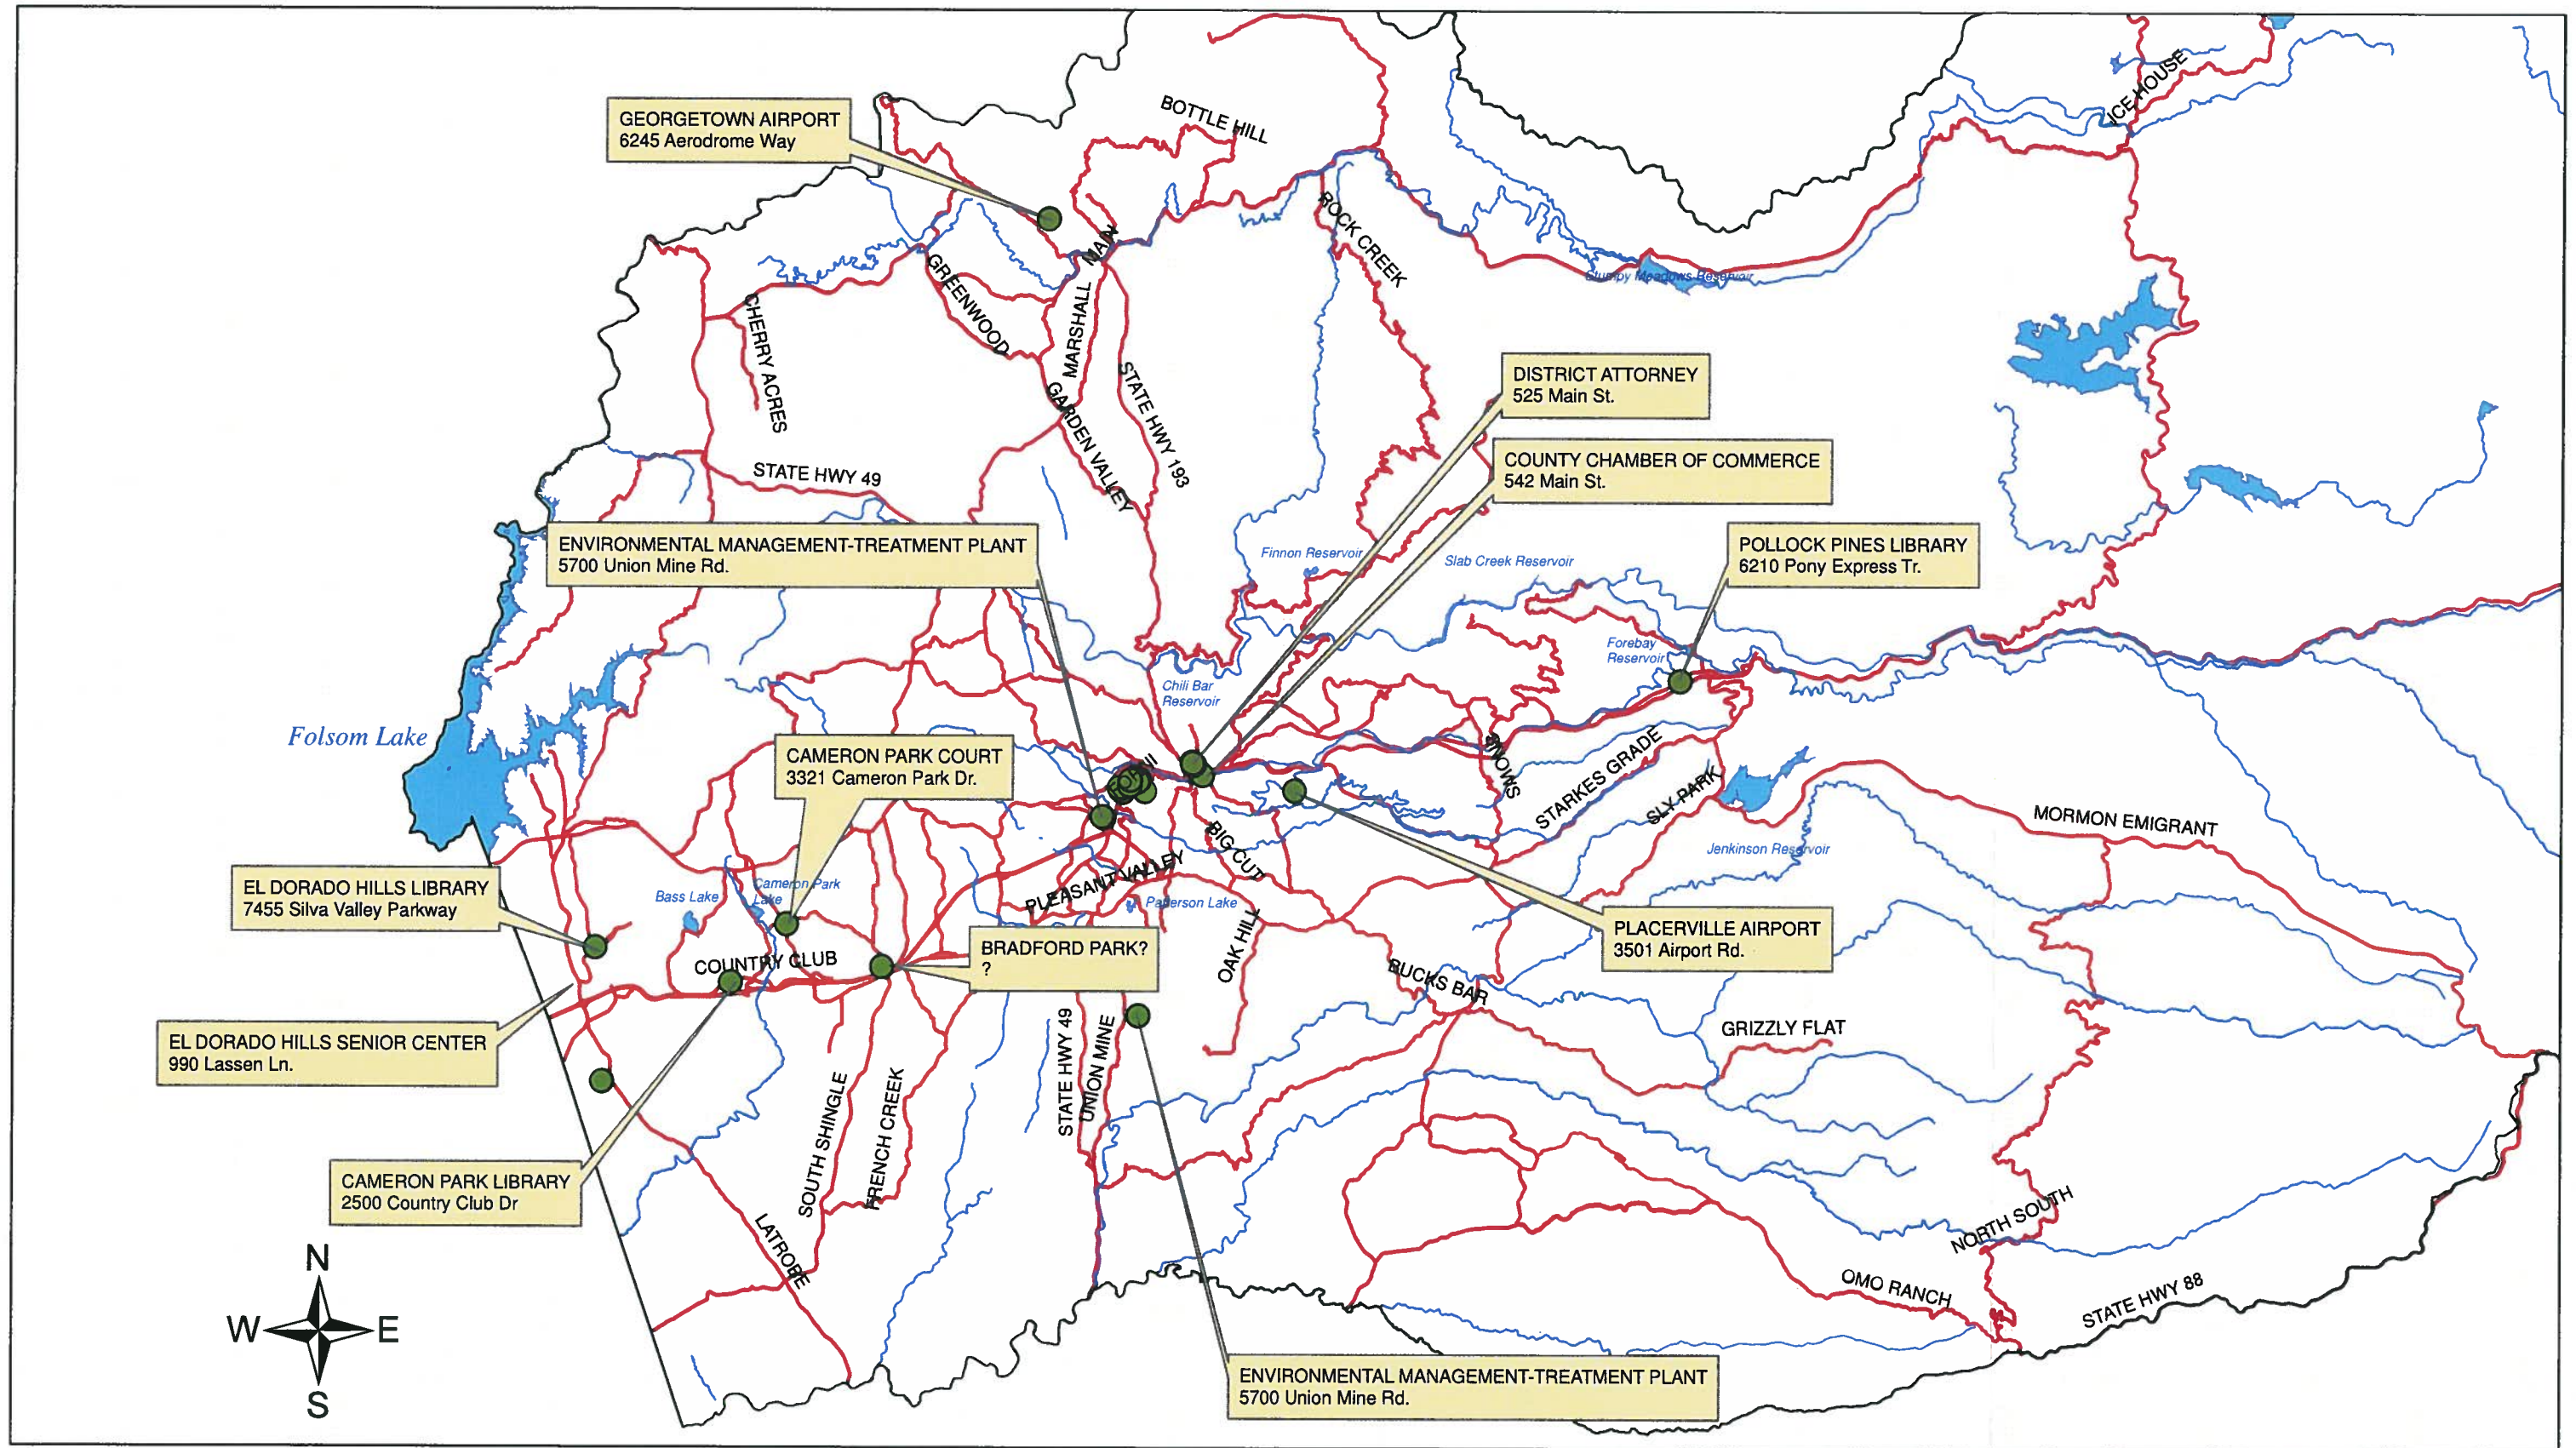 BOTTLE HILL
ICE HOUSE
GEORGETOWN AIRPORT
6245 Aerodrome Way
ROCK CREEK
MAIN
GREENWOOD
Stumpy Meadows Reservoir
CHERRY ACRES
MARSHALL
STATE HWY 193
GARDEN VALLEY
DISTRICT ATTORNEY
525 Main St.
COUNTY CHAMBER OF COMMERCE
542 Main St.
STATE HWY 49
ENVIRONMENTAL MANAGEMENT-TREATMENT PLANT
5700 Union Mine Rd.
Finnon Reservoir
Slab Creek Reservoir
POLLOCK PINES LIBRARY
6210 Pony Express Tr.
Forebay
Reservoir
Chili Bar
Reservoir
Folsom Lake
CAMERON PARK COURT
3321 Cameron Park Dr.
SNOWS
STARKES GRADE
SLY PARK
MORMON EMIGRANT
BIG CUT
Jenkinson Reservoir
PLEASANT VALLEY
EL DORADO HILLS LIBRARY
7455 Silva Valley Parkway
Bass Lake
Cameron Park
Lake
Patterson Lake
OAK HILL
PLACERVILLE AIRPORT
3501 Airport Rd.
BRADFORD PARK?
?
COUNTRY CLUB
BUCKS BAR
GRIZZLY FLAT
EL DORADO HILLS SENIOR CENTER
990 Lassen Ln.
STATE HWY 49
UNION MINE
SOUTH SHINGLE
FRENCH CREEK
CAMERON PARK LIBRARY
2500 Country Club Dr
LATROBE
NORTH SOUTH
OMO RANCH
STATE HWY 88
N
W
E
S
ENVIRONMENTAL MANAGEMENT-TREATMENT PLANT
5700 Union Mine Rd.